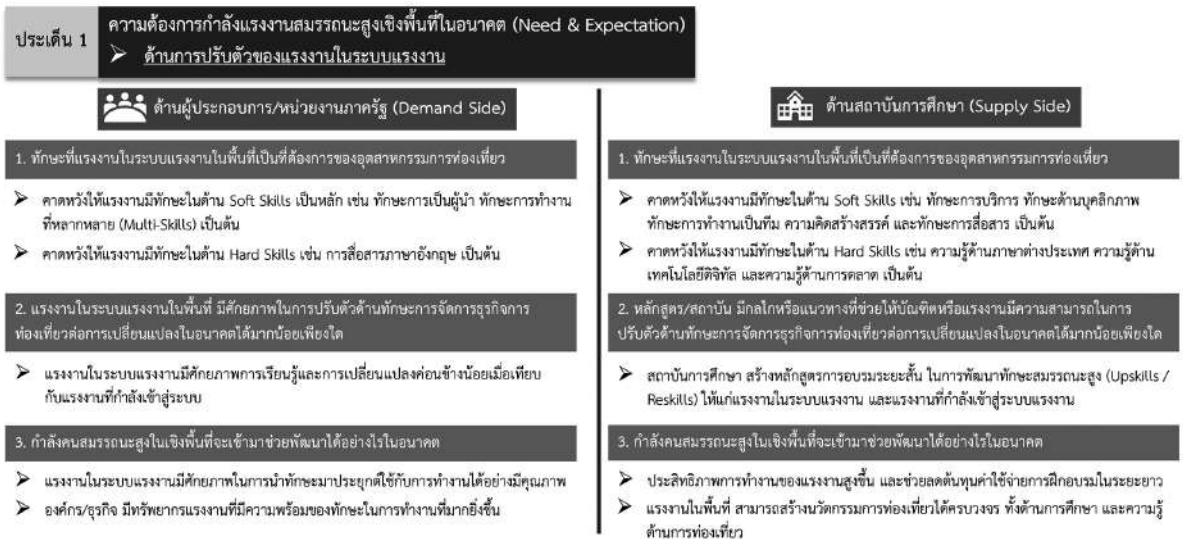 ประเด็น 1
ความต้องการกำลังแรงงานสมรรถนะสูงเชิงพื้นที่ในอนาคต (Need & Expectation)
➢ ด้านการปรับตัวของแรงงานในระบบแรงงาน
ด้านผู้ประกอบการ/หน่วยงานภาครัฐ (Demand Side)
1. ทักษะที่แรงงานในระบบแรงงานในพื้นที่เป็นที่ต้องการของอุตสาหกรรมการท่องเที่ยว
➢ คาดหวังให้แรงงานมีทักษะในด้าน Soft Skills เป็นหลัก เช่น ทักษะการเป็นผู้นำ ทักษะการทำงาน
ที่หลากหลาย (Multi-Skills) เป็นต้น
➢ คาดหวังให้แรงงานมีทักษะในด้าน Hard Skills เช่น การสื่อสารภาษาอังกฤษ เป็นต้น
2. แรงงานในระบบแรงงานในพื้นที่ มีศักยภาพในการปรับตัวด้านทักษะการจัดการธุรกิจการ
ท่องเที่ยวต่อการเปลี่ยนแปลงในอนาคตได้มากน้อยเพียงใด
➢ แรงงานในระบบแรงงานมีศักยภาพการเรียนรู้และการเปลี่ยนแปลงค่อนข้างน้อยเมื่อเทียบ
กับแรงงานที่กำลังเข้าสู่ระบบ
3. กำลังคนสมรรถนะสูงในเชิงพื้นที่จะเข้ามาช่วยพัฒนาได้อย่างไรในอนาคต
➢ แรงงานในระบบแรงงานมีศักยภาพในการนำทักษะมาประยุกต์ใช้กับการทำงานได้อย่างมีคุณภาพ
➢ องค์กร/ธุรกิจ มีทรัพยากรแรงงานที่มีความพร้อมของทักษะในการทำงานที่มากยิ่งขึ้น
ด้านสถาบันการศึกษา (Supply Side)
1. ทักษะที่แรงงานในระบบแรงงานในพื้นที่เป็นที่ต้องการของอุตสาหกรรมการท่องเที่ยว
➢ คาดหวังให้แรงงานมีทักษะในด้าน Soft Skills เช่น ทักษะการบริการ ทักษะด้านบุคลิกภาพ
ทักษะการทำงานเป็นทีม ความคิดสร้างสรรค์ และทักษะการสื่อสาร เป็นต้น
➢ คาดหวังให้แรงงานมีทักษะในด้าน Hard Skills เช่น ความรู้ด้านภาษาต่างประเทศ ความรู้ด้าน
เทคโนโลยีดิจิทัล และความรู้ด้านการตลาด เป็นต้น
2. หลักสูตร/สถาบัน มีกลไกหรือแนวทางที่ช่วยให้บัณฑิตหรือแรงงานมีความสามารถในการ
ปรับตัวด้านทักษะการจัดการธุรกิจการท่องเที่ยวต่อการเปลี่ยนแปลงในอนาคตได้มากน้อยเพียงใด
➢ สถาบันการศึกษา สร้างหลักสูตรการอบรมระยะสั้น ในการพัฒนาทักษะสมรรถนะสูง (Upskills /
Reskills) ให้แก่แรงงานในระบบแรงงาน และแรงงานที่กำลังเข้าสู่ระบบแรงงาน
3. กำลังคนสมรรถนะสูงในเชิงพื้นที่จะเข้ามาช่วยพัฒนาได้อย่างไรในอนาคต
➢ ประสิทธิภาพการทำงานของแรงงานสูงขึ้น และช่วยลดต้นทุนค่าใช้จ่ายการฝึกอบรมในระยะยาว
➢ แรงงานในพื้นที่ สามารถสร้างนวัตกรรมการท่องเที่ยวได้ครบวงจร ทั้งด้านการศึกษา และความรู้
ด้านการท่องเที่ยว